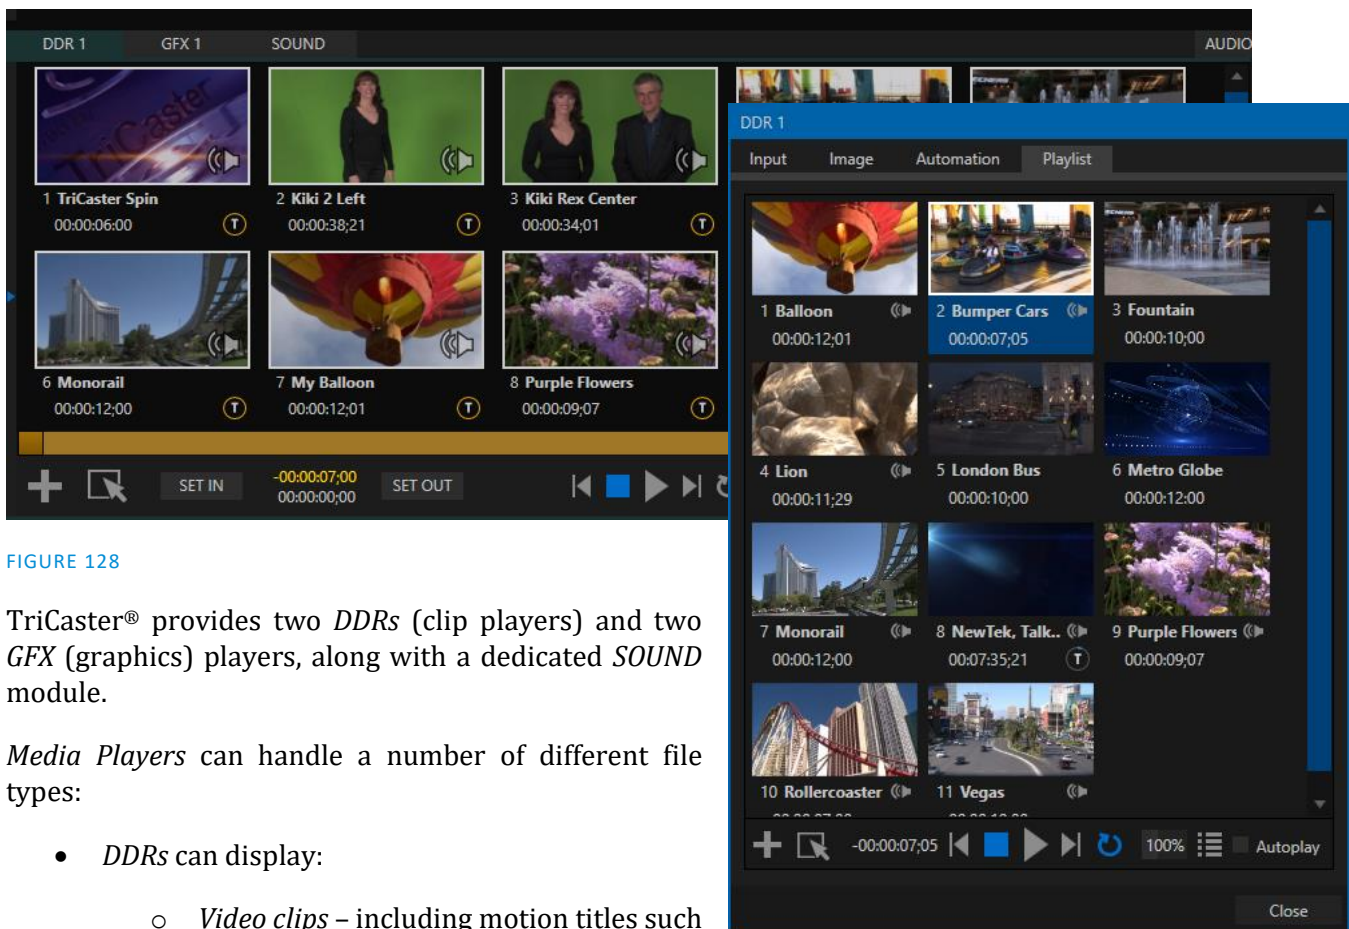 DDR 1 GFX 1 SOUND AUDIO
1 TriCaster Spin 2 Kiki 2 Left 3 Kiki Rex Center
00:00:06:00 T 00:00:38;21 T 00:00:34;01 T
6 Monorail 7 My Balloon 8 Purple Flowers
00:00:12;00 T 00:00:12;01 T 00:00:09;07 T
SET IN -00:00:07;00 SET OUT
00:00:00;00
DDR 1
Input Image Automation Playlist
1 Balloon 2 Bumper Cars 3 Fountain
00:00:12;01 00:00:07;05 00:00:10;00
4 Lion 5 London Bus 6 Metro Globe
00:00:11;29 00:00:10;00 00:00:12:00
7 Monorail 8 NewTek, Talk.. 9 Purple Flowers
00:00:12;00 00:07:35;21 T 00:00:09;07
10 Rollercoaster 11 Vegas
-00:00:07;05 100% Autoplay
Close
FIGURE 128
TriCaster® provides two DDRs (clip players) and two
GFX (graphics) players, along with a dedicated SOUND
module.
Media Players can handle a number of different file
types:
• DDRs can display:
o Video clips – including motion titles such